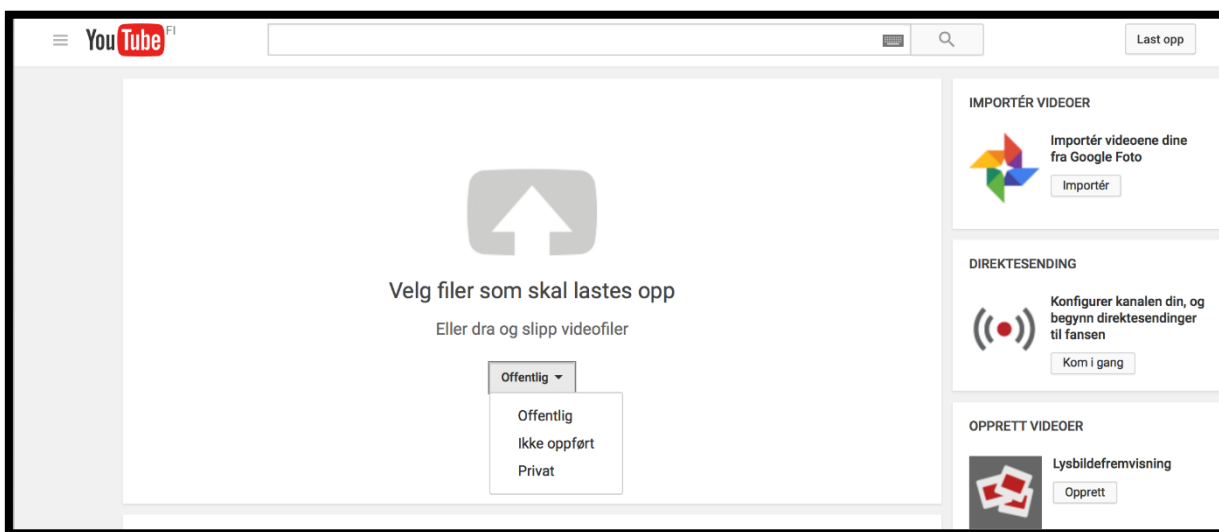 YouTube FI
Last opp
Velg filer som skal lastes opp
Eller dra og slipp videofiler
Offentlig
Offentlig
Ikke oppført
Privat
IMPORTÉR VIDEOER
Importér videoene dine
fra Google Foto
Importér
DIREKTESENDING
Konfigurer kanalen din, og
begynn direktesendinger
til fansen
Kom i gang
OPPRETT VIDEOER
Lysbildefremvisning
Opprett